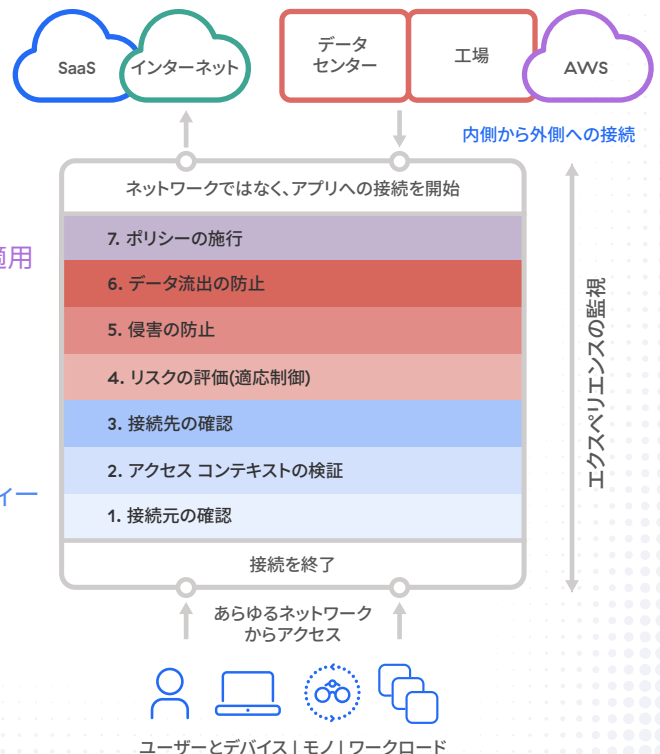 SaaS
インターネット
データ
センター
工場
AWS
内側から外側への接続
ネットワークではなく、アプリへの接続を開始
7. ポリシーの施行
適用
6. データ流出の防止
5. 侵害の防止
4. リスクの評価(適応制御)
3. 接続先の確認
2. アクセス コンテキストの検証
ィー
1. 接続元の確認
エクスペリエンスの監視
接続を終了
あらゆるネットワーク
からアクセス
ユーザーとデバイス | モノ | ワークロード